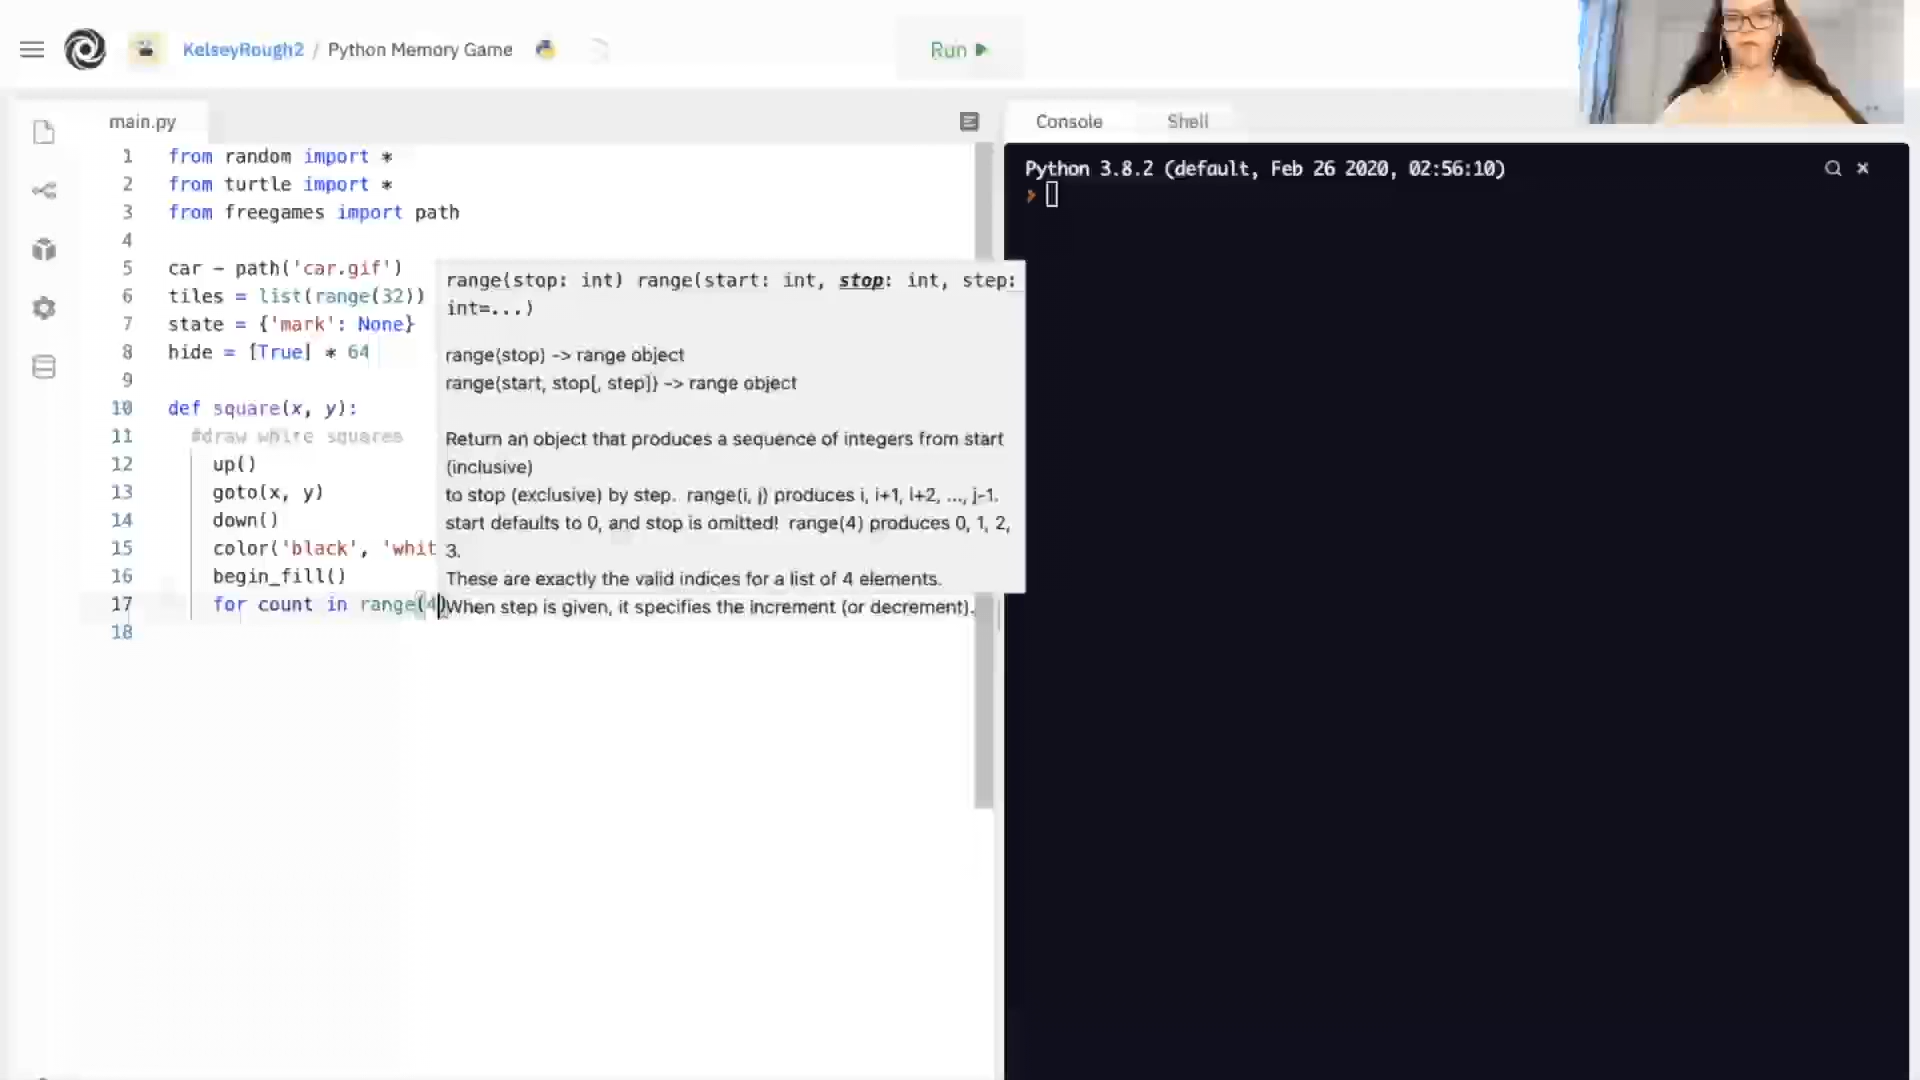 KelseyRough2 / Python Memory Game
Run
main.py
Console
Shell
1 from random import *
2 from turtle import *
3 from freegames import path
4
5 car - path('car.gif')
6 tiles = list(range(32))
7 state = {'mark': None}
8 hide = [True] * 64
9
10 def square(x, y):
11 #draw white squares
12 up()
13 goto(x, y)
14 down()
15 color('black', 'whit
16 begin_fill()
17 for count in range(4)
18
range(stop: int) range(start: int, stop: int, step:
int=...)
range(stop) -> range object
range(start, stop[, step]) -> range object
Return an object that produces a sequence of integers from start
(inclusive)
to stop (exclusive) by step. range(i, j) produces i, i+1, i+2, ..., j-1.
start defaults to 0, and stop is omitted! range(4) produces 0, 1, 2,
3.
These are exactly the valid indices for a list of 4 elements.
When step is given, it specifies the increment (or decrement).
Python 3.8.2 (default, Feb 26 2020, 02:56:10)